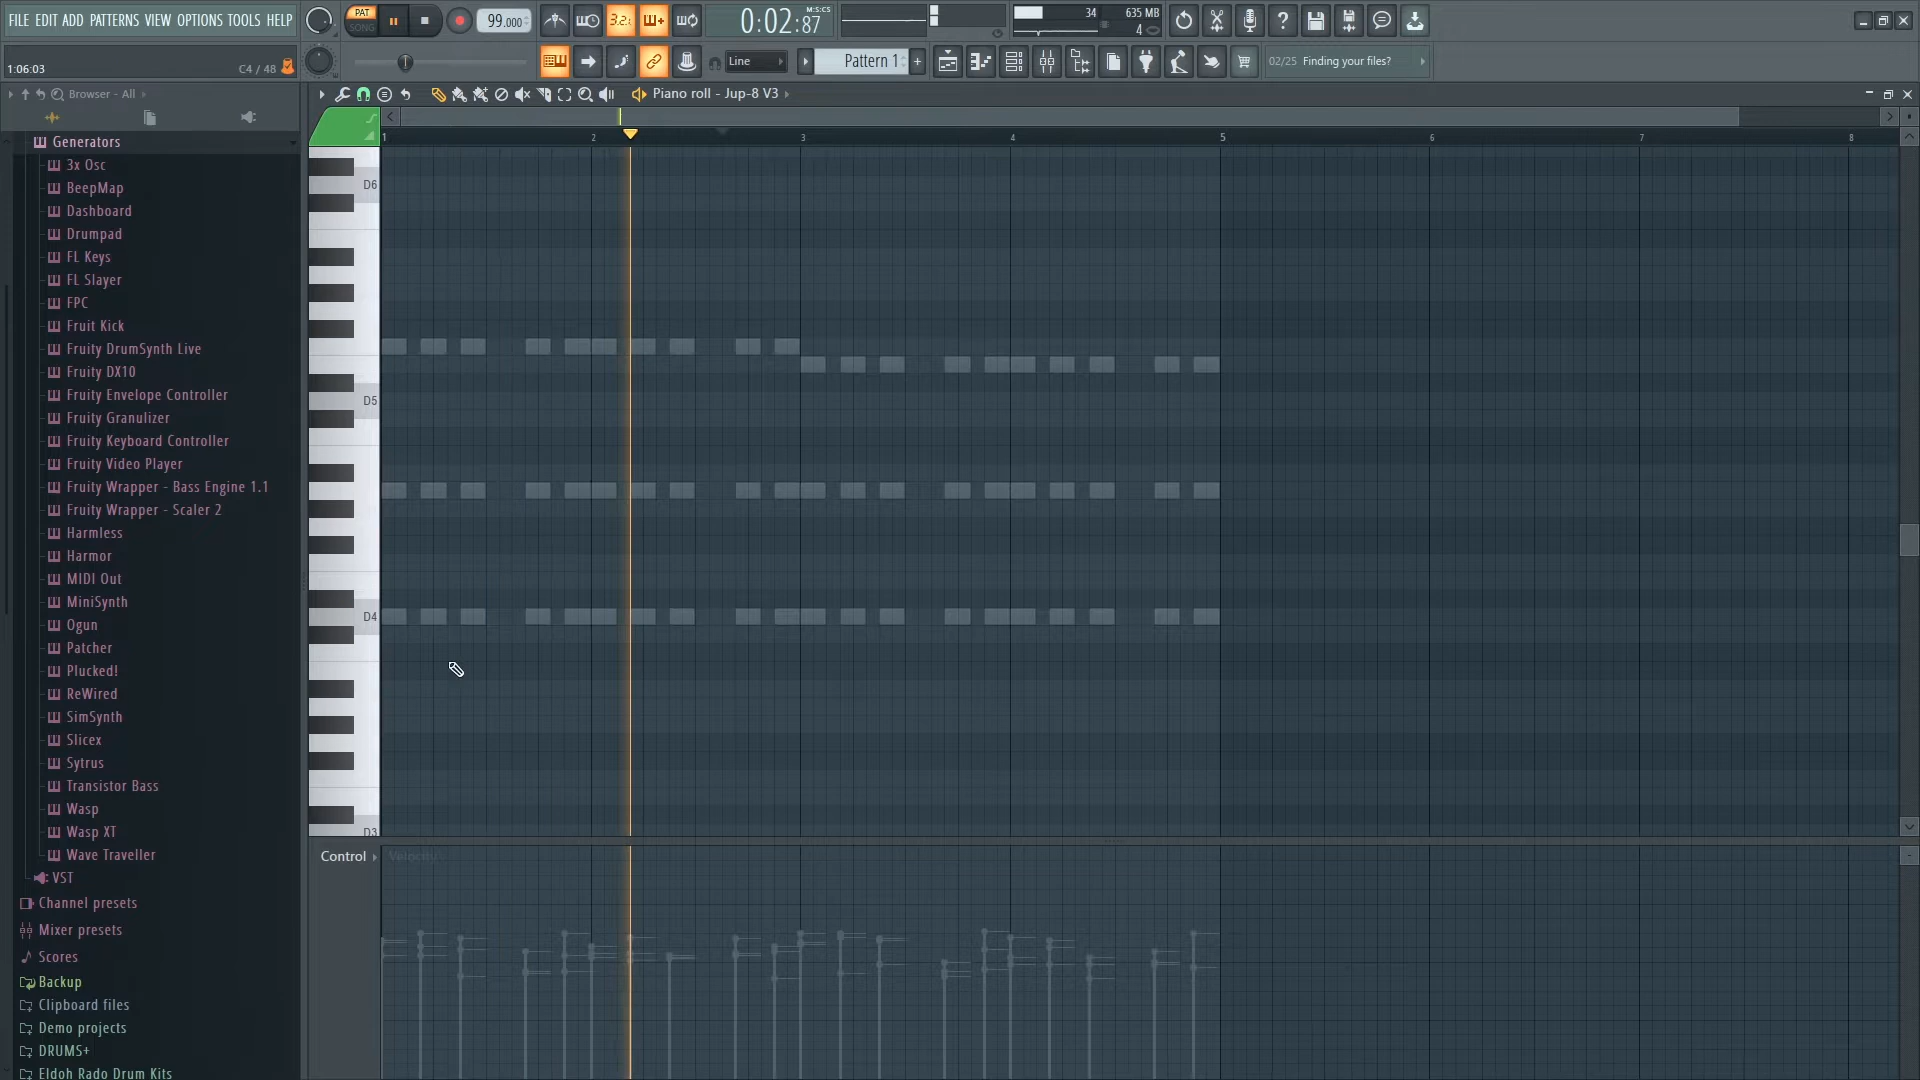 FILE EDIT ADD PATTERNS VIEW OPTIONS TOOLS HELP
PAT
SONG
99.000
3.2.
0:02:87
M:S:CS
34
635 MB
4
1:06:03
C4 / 48
Line
Pattern 1
+
02/25 Finding your files?
Browser - All
Piano roll - Jup-8 V3
1 2 3 4 5 6 7 8
Generators
3x Osc
BeepMap
Dashboard
Drumpad
FL Keys
FL Slayer
FPC
Fruit Kick
Fruity DrumSynth Live
Fruity DX10
Fruity Envelope Controller
Fruity Granulizer
Fruity Keyboard Controller
Fruity Video Player
Fruity Wrapper - Bass Engine 1.1
Fruity Wrapper - Scaler 2
Harmless
Harmor
MIDI Out
MiniSynth
Ogun
Patcher
Plucked!
ReWired
SimSynth
Slicex
Sytrus
Transistor Bass
Wasp
Wasp XT
Wave Traveller
VST
Channel presets
Mixer presets
Scores
Backup
Clipboard files
Demo projects
DRUMS+
Eldoh Rado Drum Kits
D6
D5
D4
D3
Control
Velocity